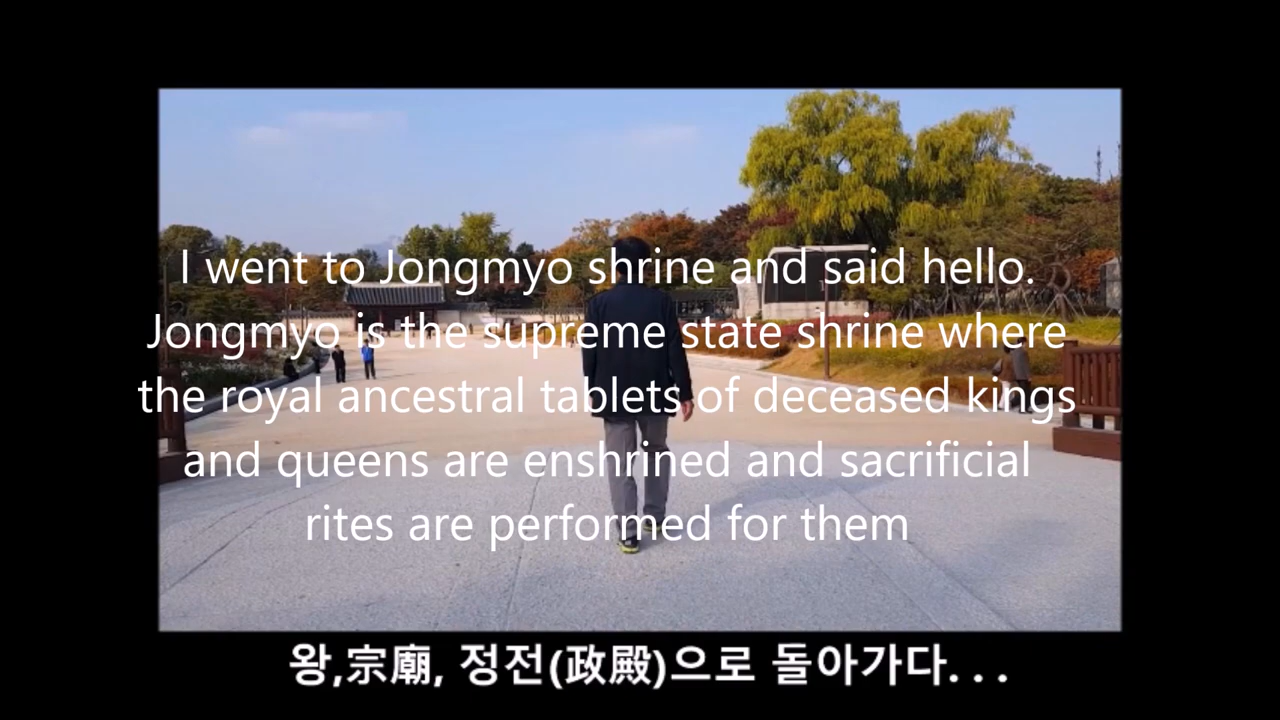 I went to Jongmyo shrine and said hello.
Jongmyo is the supreme state shrine where
the royal ancestral tablets of deceased kings
and queens are enshrined and sacrificial
rites are performed for them
왕,宗廟, 정전(政殿)으로 돌아가다...